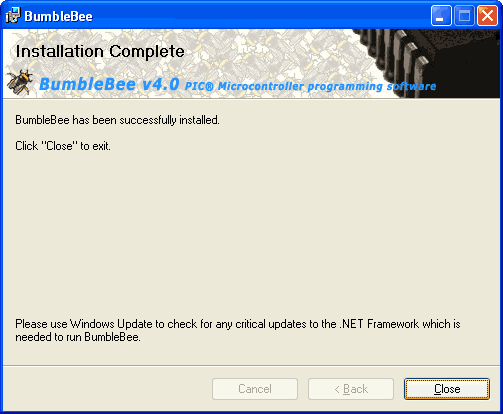 BumbleBee
Installation Complete
BumbleBee v4.0 PIC® Microcontroller programming software
BumbleBee has been successfully installed.
Click "Close" to exit.
Please use Windows Update to check for any critical updates to the .NET Framework which is
needed to run BumbleBee.
Cancel
< Back
Close